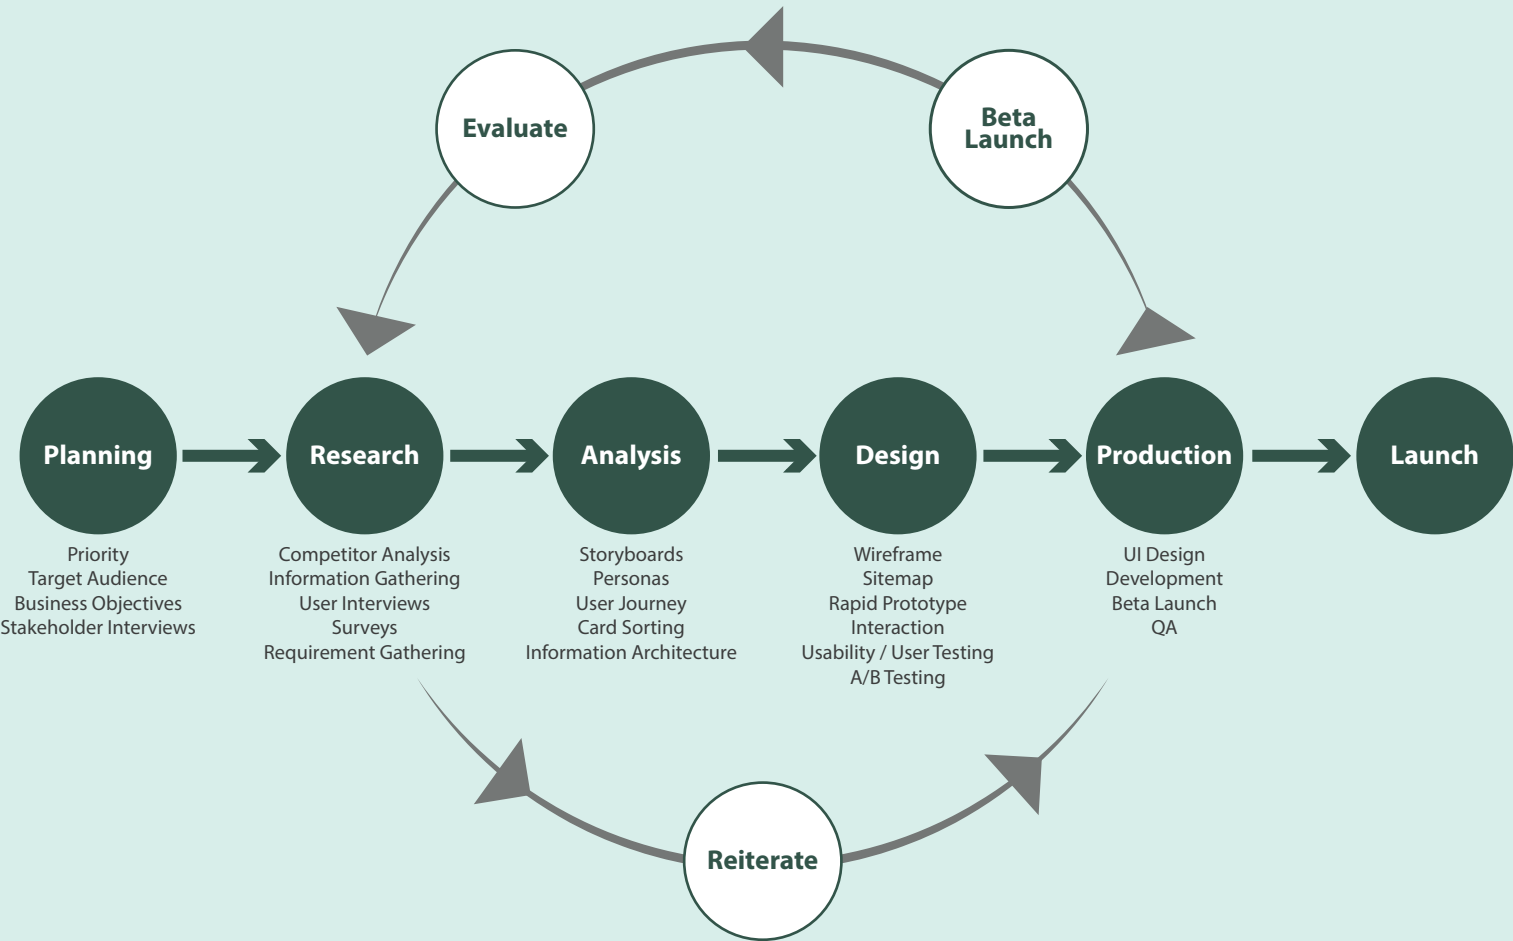 Evaluate
Beta
Launch
Planning
Research
Analysis
Design
Production
Launch
Priority
Target Audience
Business Objectives
Stakeholder Interviews
Competitor Analysis
Information Gathering
User Interviews
Surveys
Requirement Gathering
Storyboards
Personas
User Journey
Card Sorting
Information Architecture
Wireframe
Sitemap
Rapid Prototype
Interaction
Usability / User Testing
A/B Testing
UI Design
Development
Beta Launch
QA
Reiterate